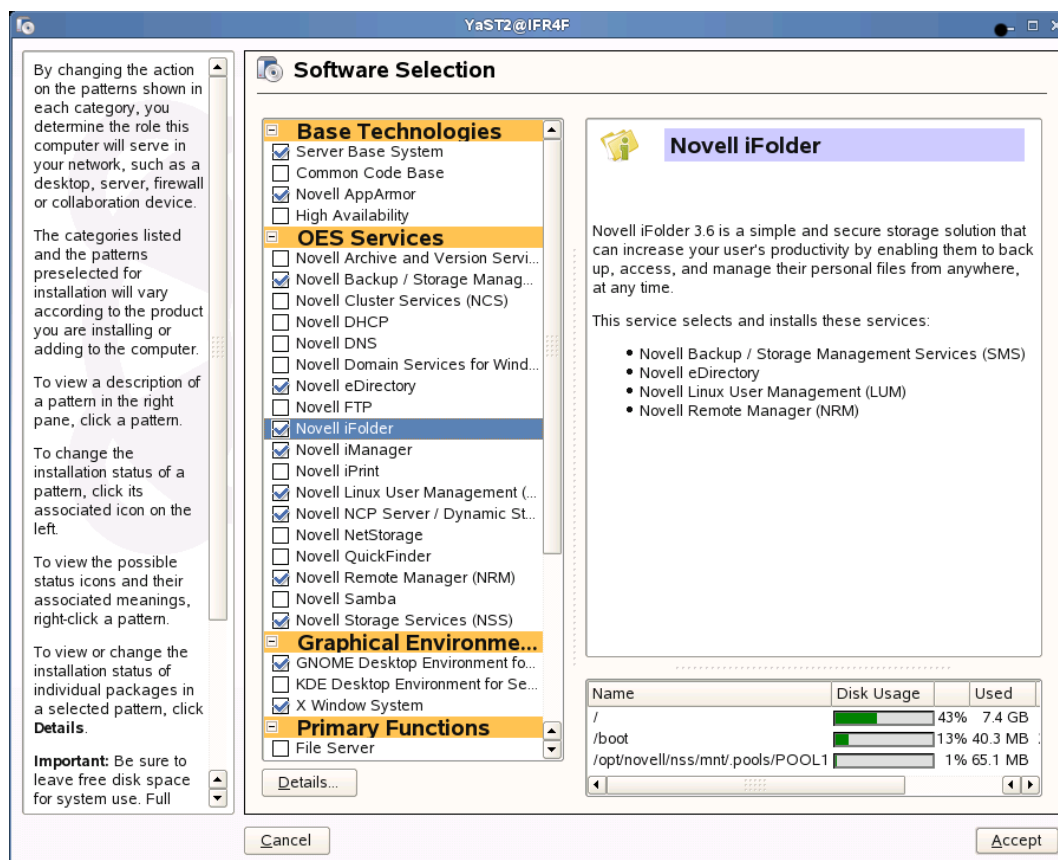 YaST2@IFR4F
By changing the action
on the patterns shown in
each category, you
determine the role this
computer will serve in
your network, such as a
desktop, server, firewall
or collaboration device.
The categories listed
and the patterns
preselected for
installation will vary
according to the product
you are installing or
adding to the computer.
To view a description of
a pattern in the right
pane, click a pattern.
To change the
installation status of a
pattern, click its
associated icon on the
left.
To view the possible
status icons and their
associated meanings,
right-click a pattern.
To view or change the
installation status of
individual packages in
a selected pattern, click
Details.
Important: Be sure to
leave free disk space
for system use. Full
Software Selection
Base Technologies
Server Base System
Common Code Base
Novell AppArmor
High Availability
OES Services
Novell Archive and Version Servi...
Novell Backup / Storage Manag...
Novell Cluster Services (NCS)
Novell DHCP
Novell DNS
Novell Domain Services for Wind...
Novell eDirectory
Novell FTP
Novell iFolder
Novell iManager
Novell iPrint
Novell Linux User Management (...
Novell NCP Server / Dynamic St...
Novell NetStorage
Novell QuickFinder
Novell Remote Manager (NRM)
Novell Samba
Novell Storage Services (NSS)
Graphical Environme...
GNOME Desktop Environment fo...
KDE Desktop Environment for Se...
X Window System
Primary Functions
File Server
Details...
Novell iFolder
Novell iFolder 3.6 is a simple and secure storage solution that
can increase your user's productivity by enabling them to back
up, access, and manage their personal files from anywhere,
at any time.
This service selects and installs these services:
• Novell Backup / Storage Management Services (SMS)
• Novell eDirectory
• Novell Linux User Management (LUM)
• Novell Remote Manager (NRM)
Name Disk Usage Used
/ 43% 7.4 GB
/boot 13% 40.3 MB
/opt/novell/nss/mnt/.pools/POOL1 1% 65.1 MB
Cancel
Accept